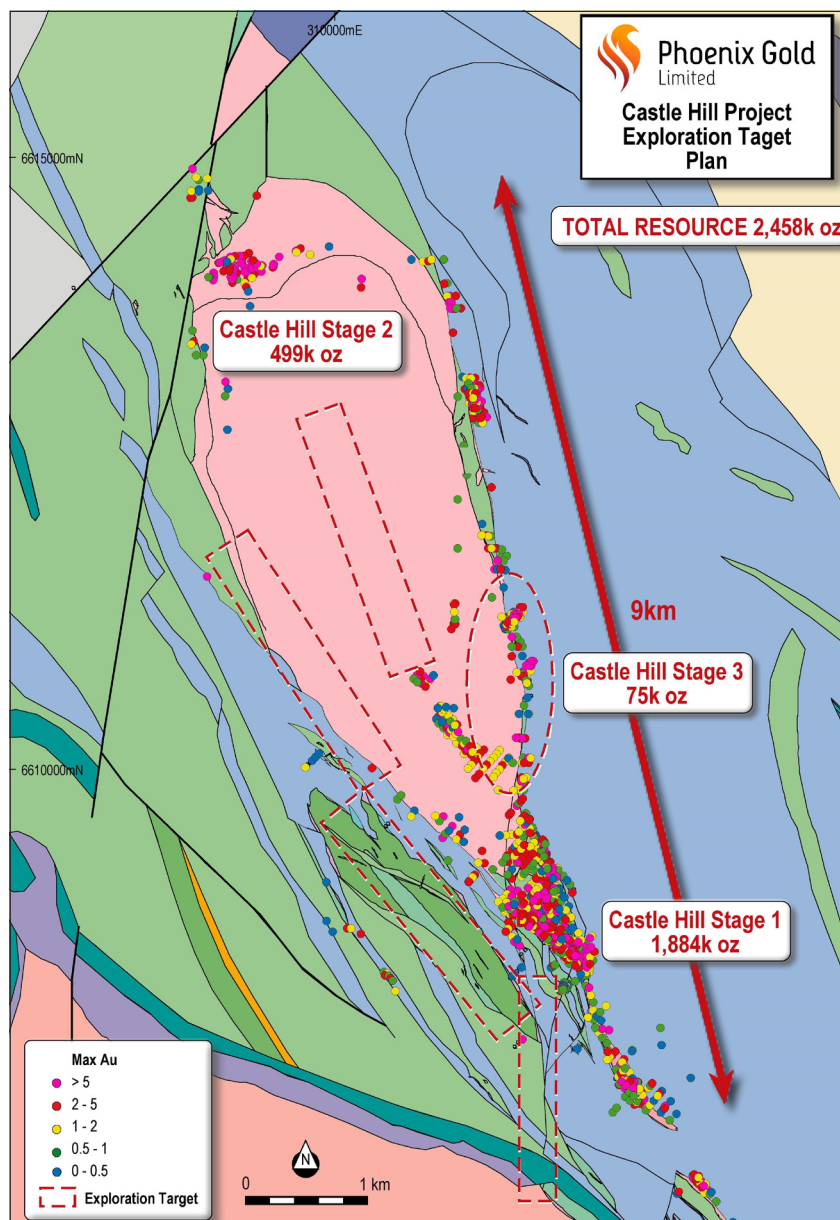 310000mE
Phoenix Gold
Limited
Castle Hill Project
Exploration Taget
Plan
6615000mN
TOTAL RESOURCE 2,458k oz
Castle Hill Stage 2
499k oz
9km
Castle Hill Stage 3
75k oz
6610000mN
Castle Hill Stage 1
1,884k oz
Max Au
> 5
2 - 5
1 - 2
0.5 - 1
0 - 0.5
Exploration Target
N
0 1 km